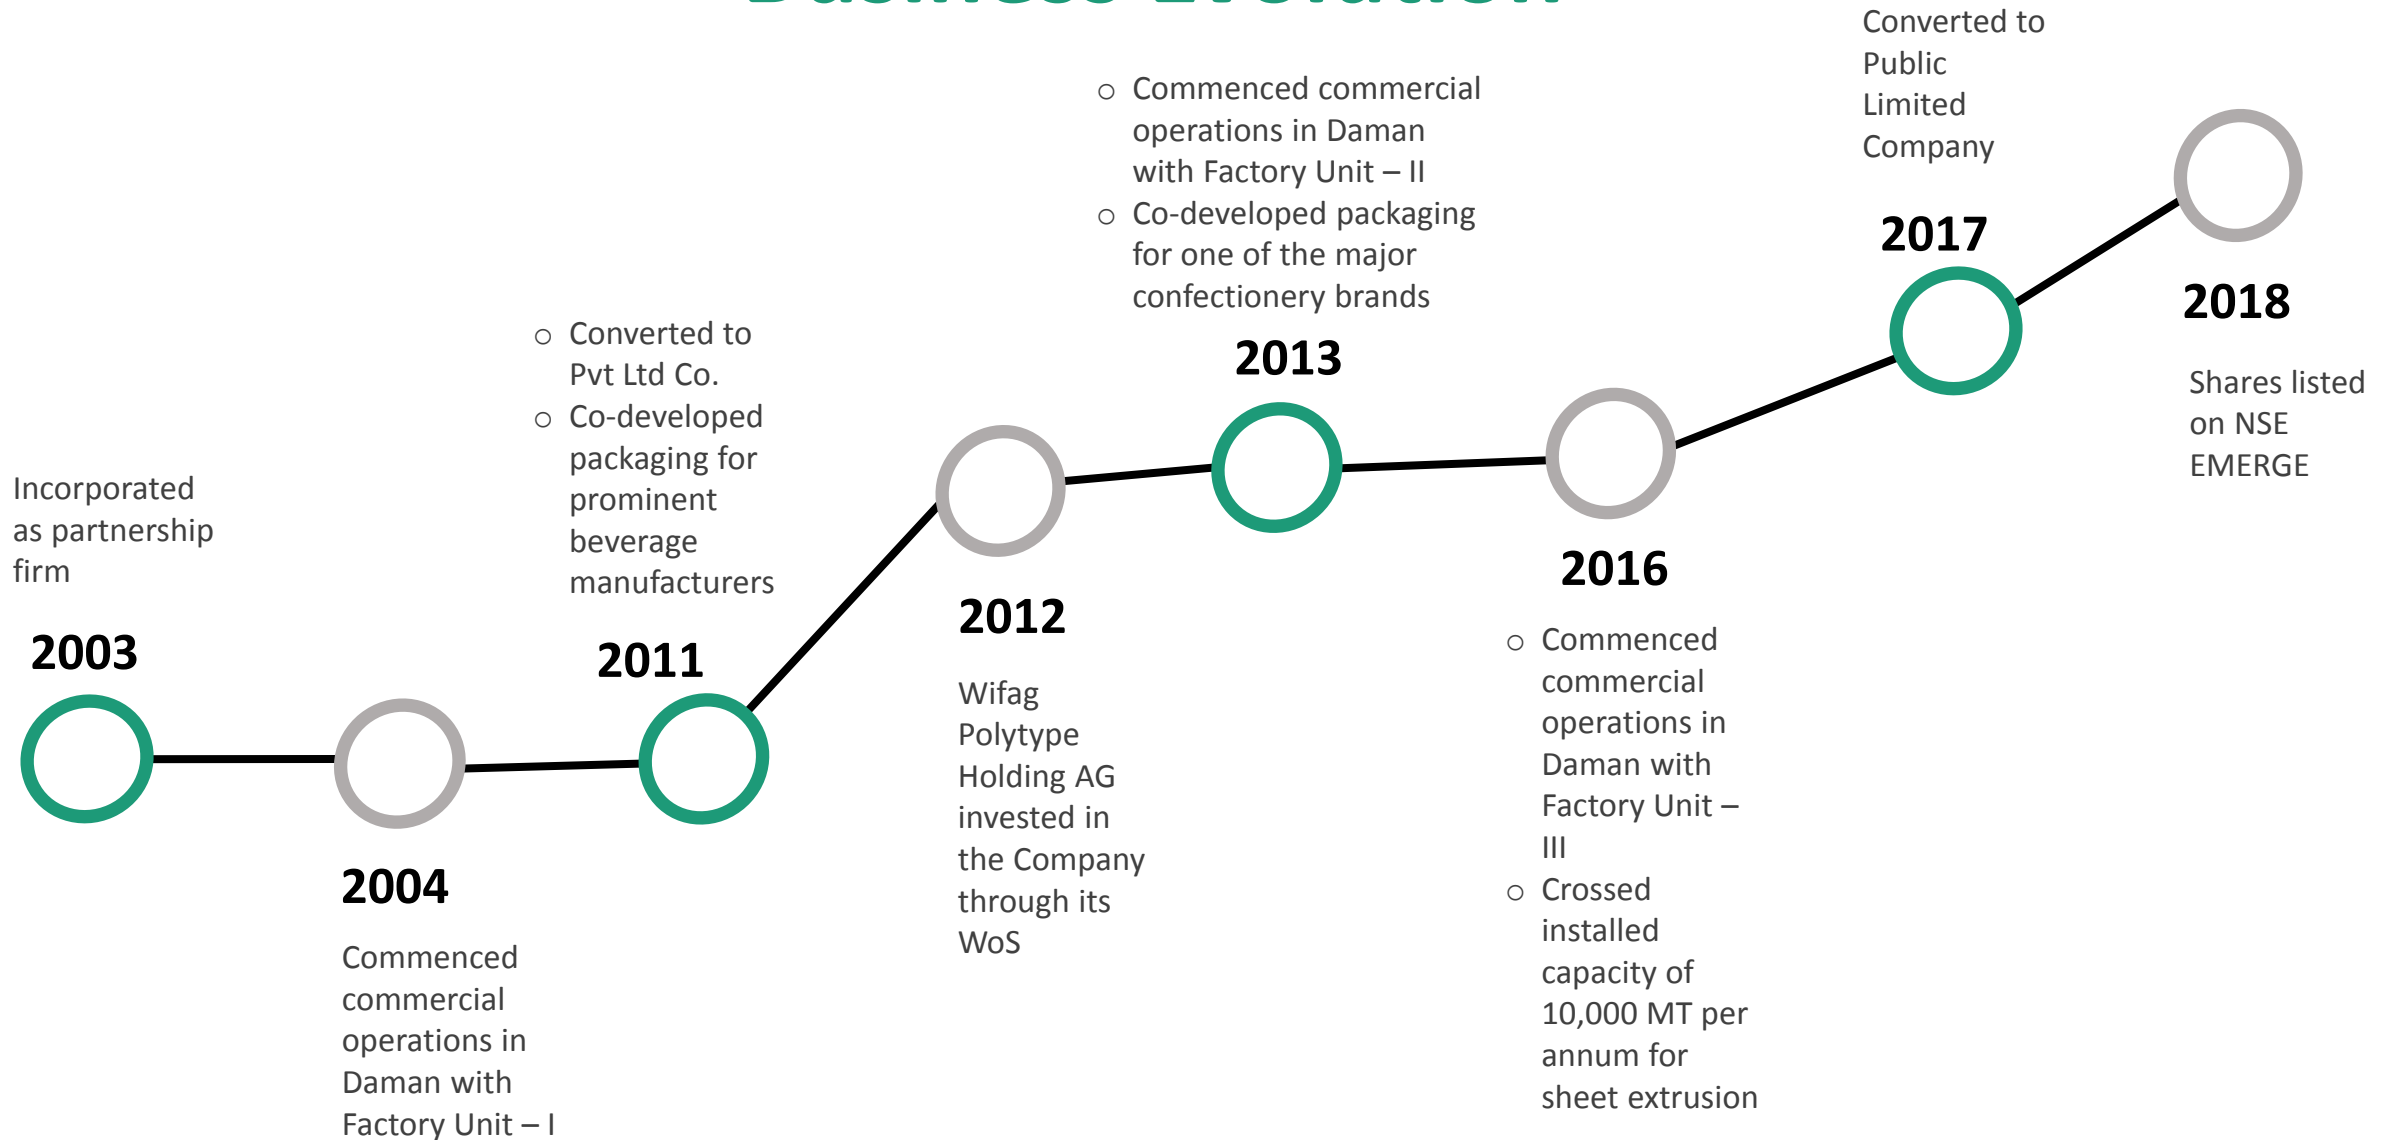 Business Evolution
Incorporated
as partnership
firm
2003
2004
Commenced
commercial
operations in
Daman with
Factory Unit – I
○ Converted to
Pvt Ltd Co.
○ Co-developed
packaging for
prominent
beverage
manufacturers
2011
2012
Wifag
Polytype
Holding AG
invested in
the Company
through its
WoS
○ Commenced commercial
operations in Daman
with Factory Unit – II
○ Co-developed packaging
for one of the major
confectionery brands
2013
2016
○ Commenced
commercial
operations in
Daman with
Factory Unit –
III
○ Crossed
installed
capacity of
10,000 MT per
annum for
sheet extrusion
Converted to
Public
Limited
Company
2017
2018
Shares listed
on NSE
EMERGE